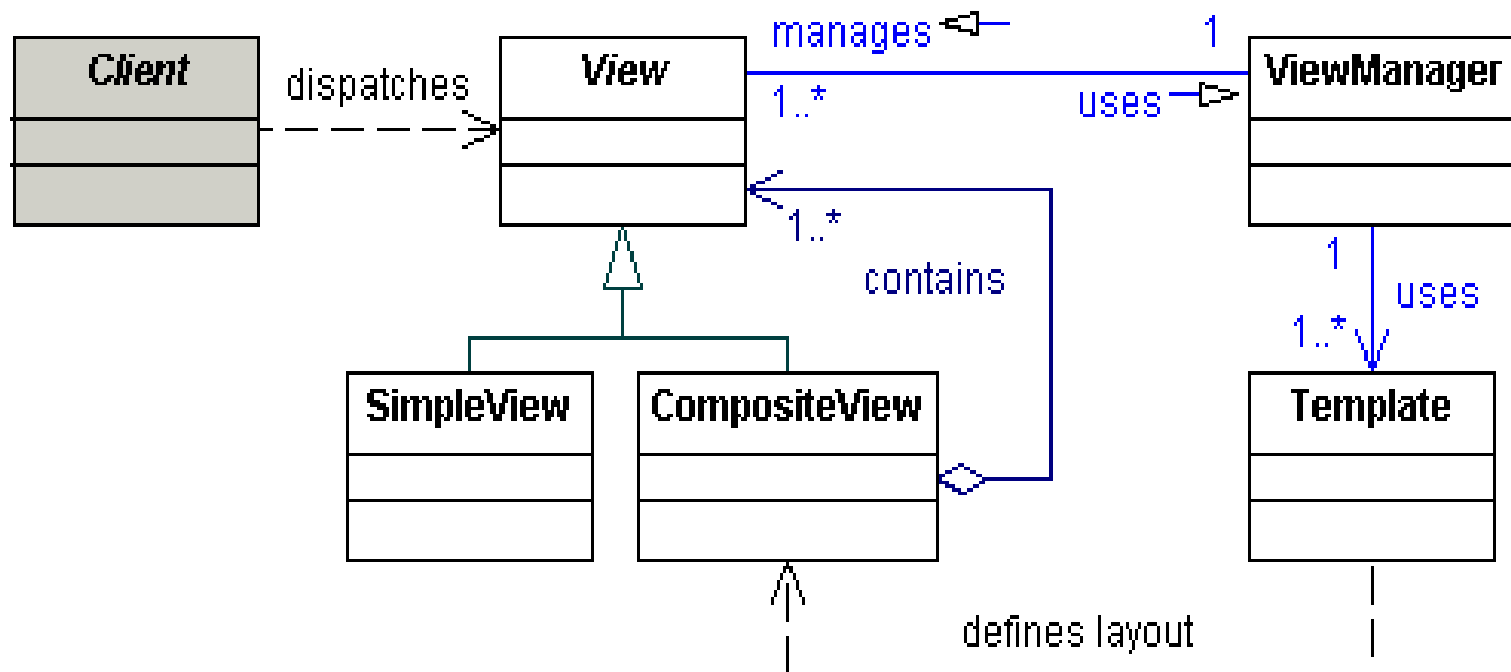 Client
dispatches
View
manages
1
1..*
uses
ViewManager
1..*
contains
1
uses
1..*
SimpleView
CompositeView
Template
defines layout